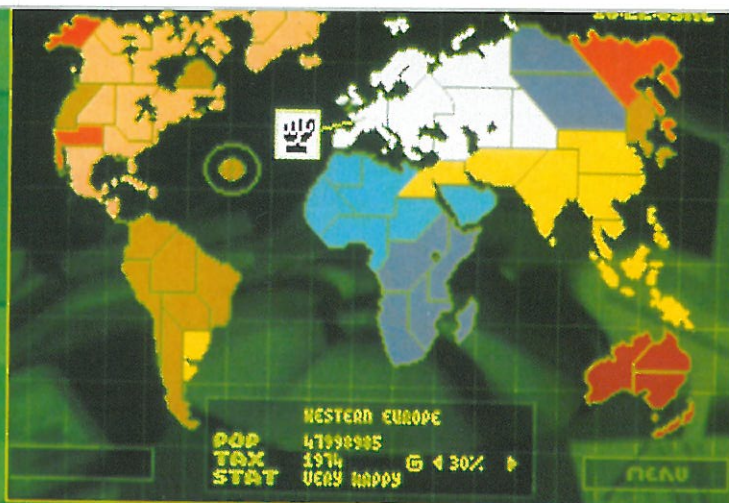 WESTERN EUROPE
POP 47998985
TAX 1974 G 30%
STAT VERY HAPPY
MENU